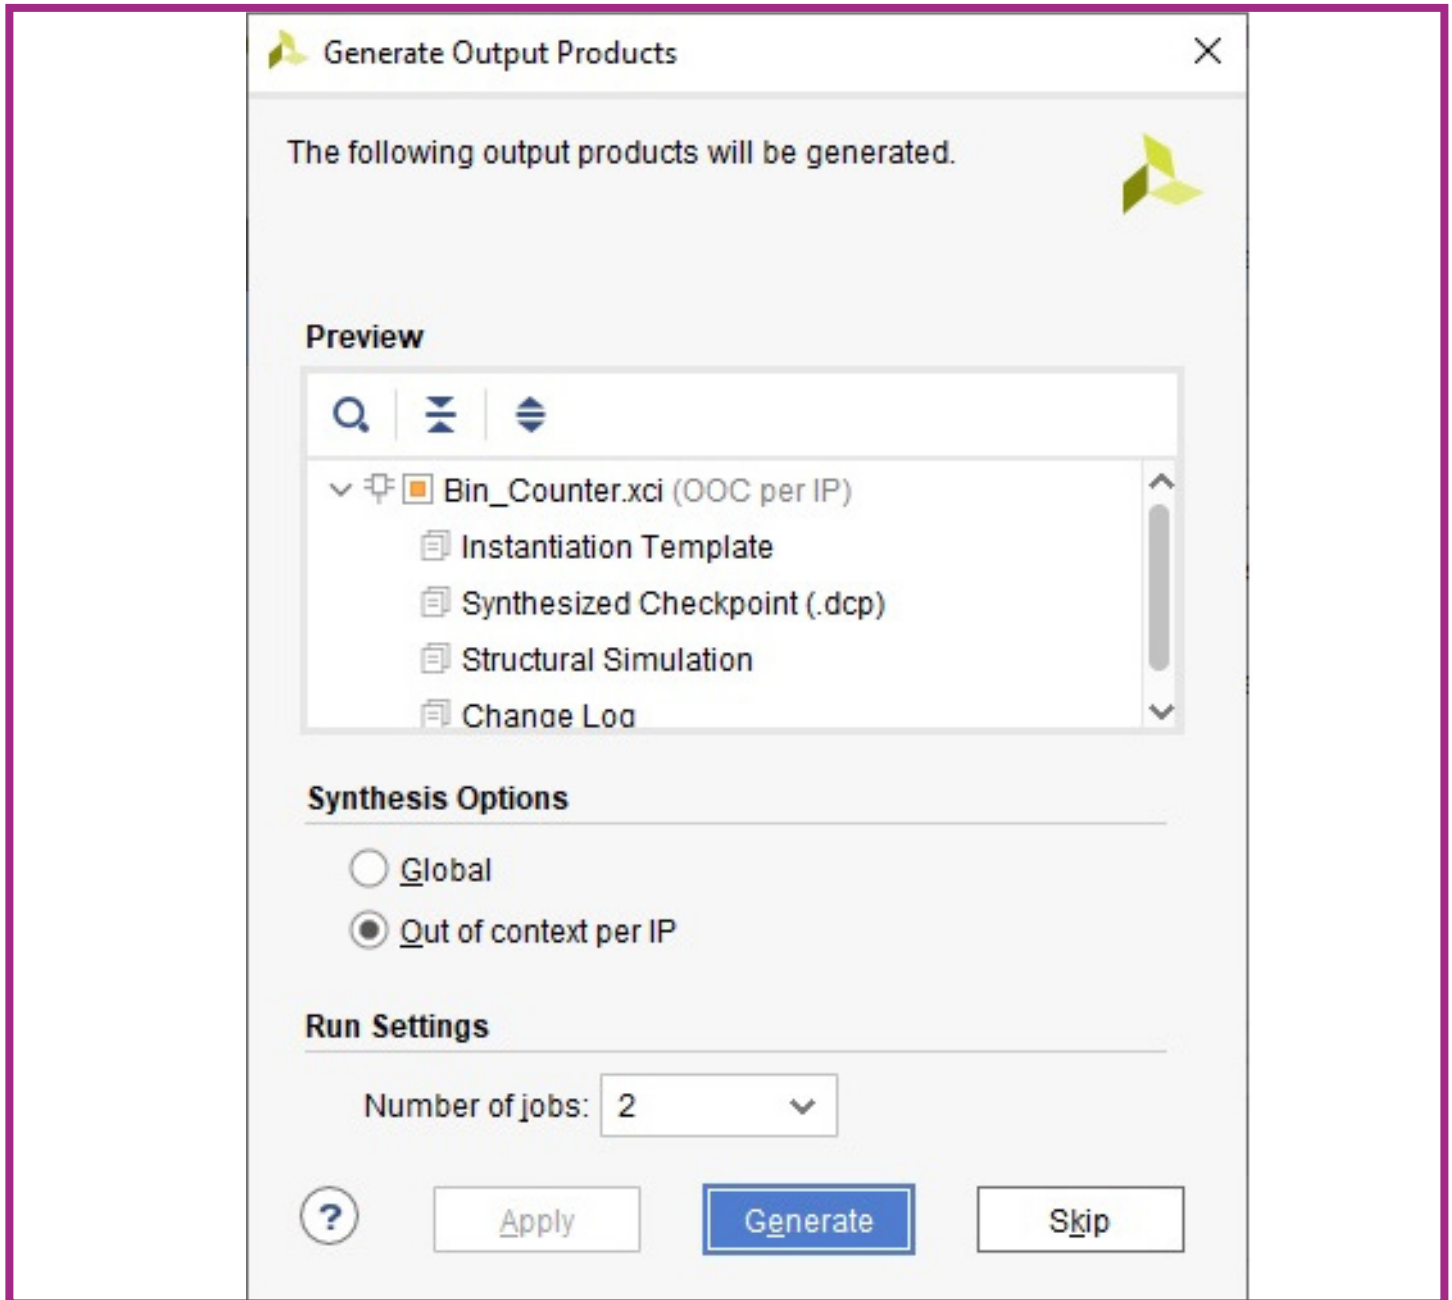 Generate Output Products
The following output products will be generated.
Preview
Bin_Counter.xci (OOC per IP)
Instantiation Template
Synthesized Checkpoint (.dcp)
Structural Simulation
Change Log
Synthesis Options
Global
Out of context per IP
Run Settings
Number of jobs: 2
? Apply Generate Skip